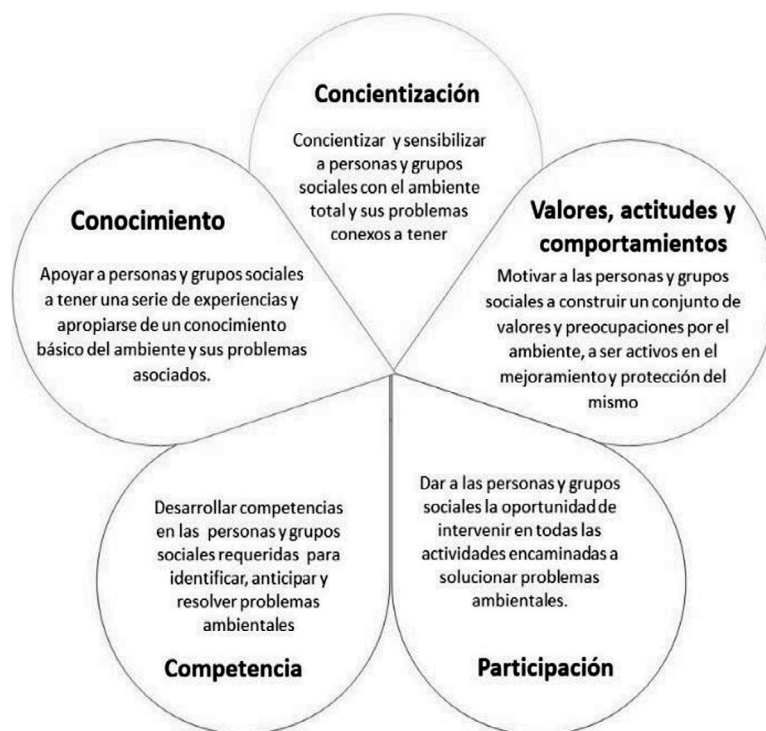 Concientización
Concientizar y sensibilizar
a personas y grupos
sociales con el ambiente
total y sus problemas
conexos a tener
Valores, actitudes y
comportamientos
Motivar a las personas y grupos
sociales a construir un conjunto de
valores y preocupaciones por el
ambiente, a ser activos en el
mejoramiento y protección del
mismo
Dar a las personas y grupos
sociales la oportunidad de
intervenir en todas las
actividades encaminadas a
solucionar problemas
ambientales.
Participación
Desarrollar competencias
en las personas y grupos
sociales requeridas para
identificar, anticipar y
resolver problemas
ambientales
Competencia
Conocimiento
Apoyar a personas y grupos sociales
a tener una serie de experiencias y
apropiarse de un conocimiento
básico del ambiente y sus problemas
asociados.